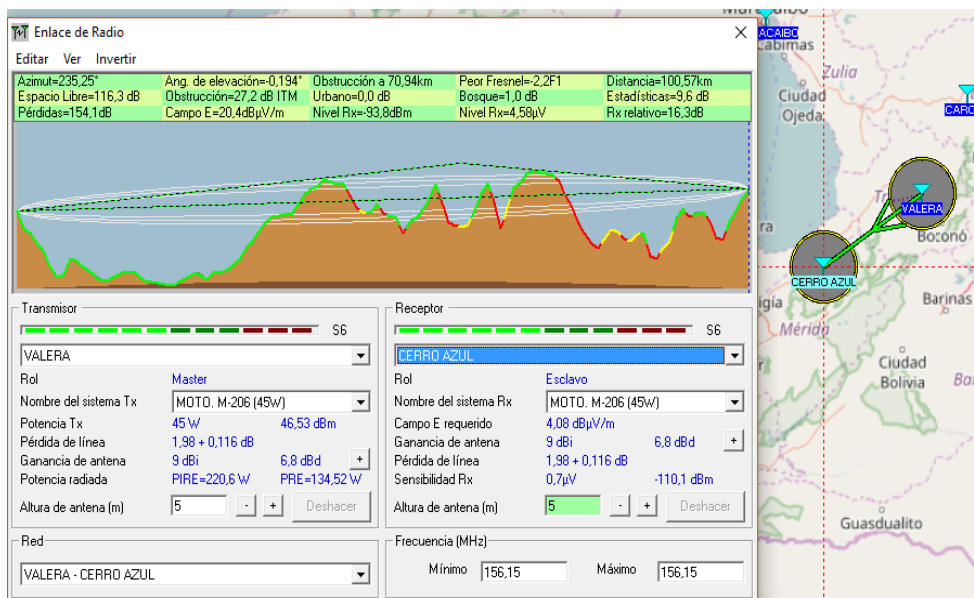 Enlace de Radio
Editar Ver Invertir
Azimut=235,25° Ang. de elevación=-0,194° Obstrucción a 70,94km Peor Fresnel=-2,2F1 Distancia=100,57km
Espacio Libre=116,3 dB Obstrucción=27,2 dB ITM Urbano=0,0 dB Bosque=1,0 dB Estadísticas=9,6 dB
Pérdidas=154,1dB Campo E=20,4dBµV/m Nivel Rx=-93,8dBm Nivel Rx=4,58µV Rx relativo=16,3dB
Transmisor
S6
VALERA
Rol Master
Nombre del sistema Tx MOTO. M-206 (45W)
Potencia Tx 45 W 46,53 dBm
Pérdida de línea 1,98 + 0,116 dB
Ganancia de antena 9 dBi 6,8 dBd +
Potencia radiada PIRE=220,6 W PRE=134,52 W
Altura de antena (m) 5 - + Deshacer
Red
VALERA - CERRO AZUL
Receptor
S6
CERRO AZUL
Rol Esclavo
Nombre del sistema Rx MOTO. M-206 (45W)
Campo E requerido 4,08 dBµV/m
Ganancia de antena 9 dBi 6,8 dBd +
Pérdida de línea 1,98 + 0,116 dB
Sensibilidad Rx 0,7µV -110,1 dBm
Altura de antena (m) 5 - + Deshacer
Frecuencia (MHz)
Mínimo 156,15 Máximo 156,15
ACAIBO
Cabimas
Zulia
Ciudad
Ojeda
CARO
VALERA
Boconó
CERRO AZUL
Barinas
Mérida
Ciudad
Bolivia
Guasdualito